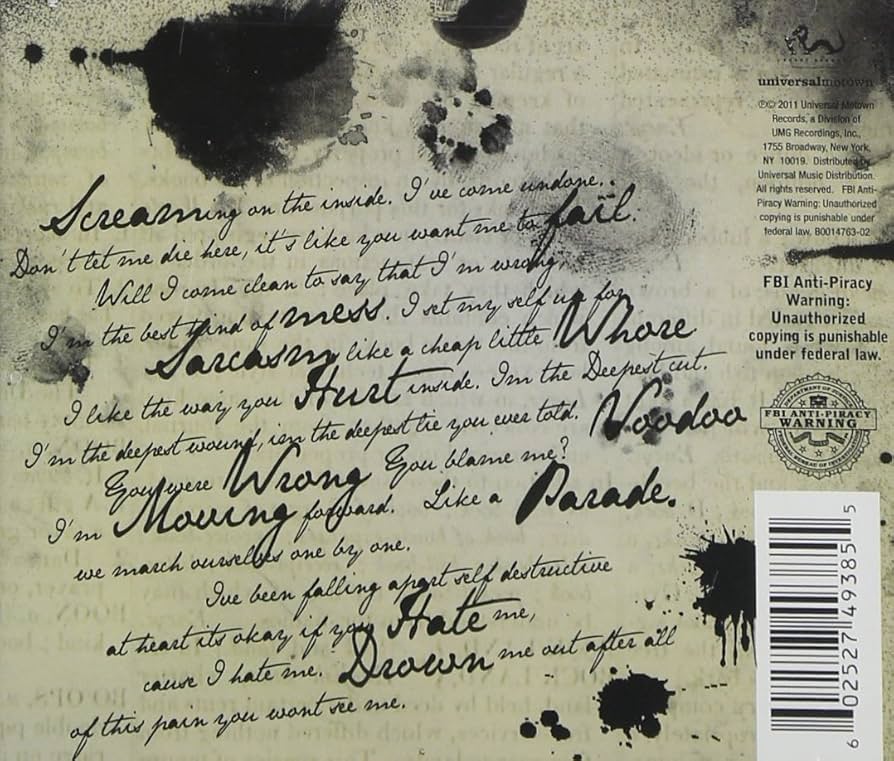 Screaming on the inside. I've come undone.
Don't let me die here, it's like you want me to fail.
Will I come clean to say that I'm wrong,
I'm the best kind of mess. I set my self up for
Sarcasm like a cheap little Whore
I like the way you Hurt inside. Im the Deepest cut.
I'm the deepest wound, im the deepest lie you ever told. Voodoo
You were Wrong You blame me?
I'm Moving forward. Like a Parade.
we march ourselves one by one.
Ive been falling apart self destructive
at heart its okay if you Hate me,
cause I hate me. Drown me out after all
of this pain you wont see me.
universalmotown
℗© 2011 Universal Motown
Records, a Division of
UMG Recordings, Inc.,
1755 Broadway, New York,
NY 10019. Distributed by
Universal Music Distribution.
All rights reserved. FBI Anti-
Piracy Warning: Unauthorized
copying is punishable under
federal law. B0014763-02
FBI Anti-Piracy
Warning:
Unauthorized
copying is punishable
under federal law.
FBI ANTI-PIRACY
WARNING
6 02527 49385 5